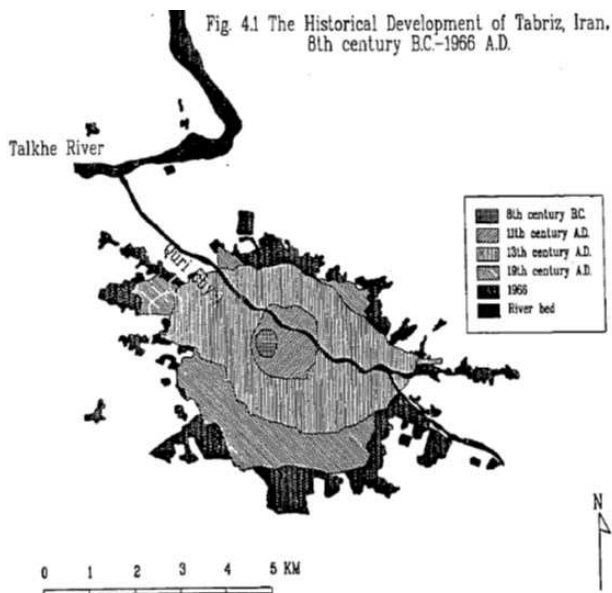 Fig. 4.1 The Historical Development of Tabriz, Iran,
8th century B.C.-1966 A.D.
Talkhe River
Quri
8th century B.C.
11th century A.D.
13th century A.D.
19th century A.D.
1966
River bed
N
0 1 2 3 4 5 KM